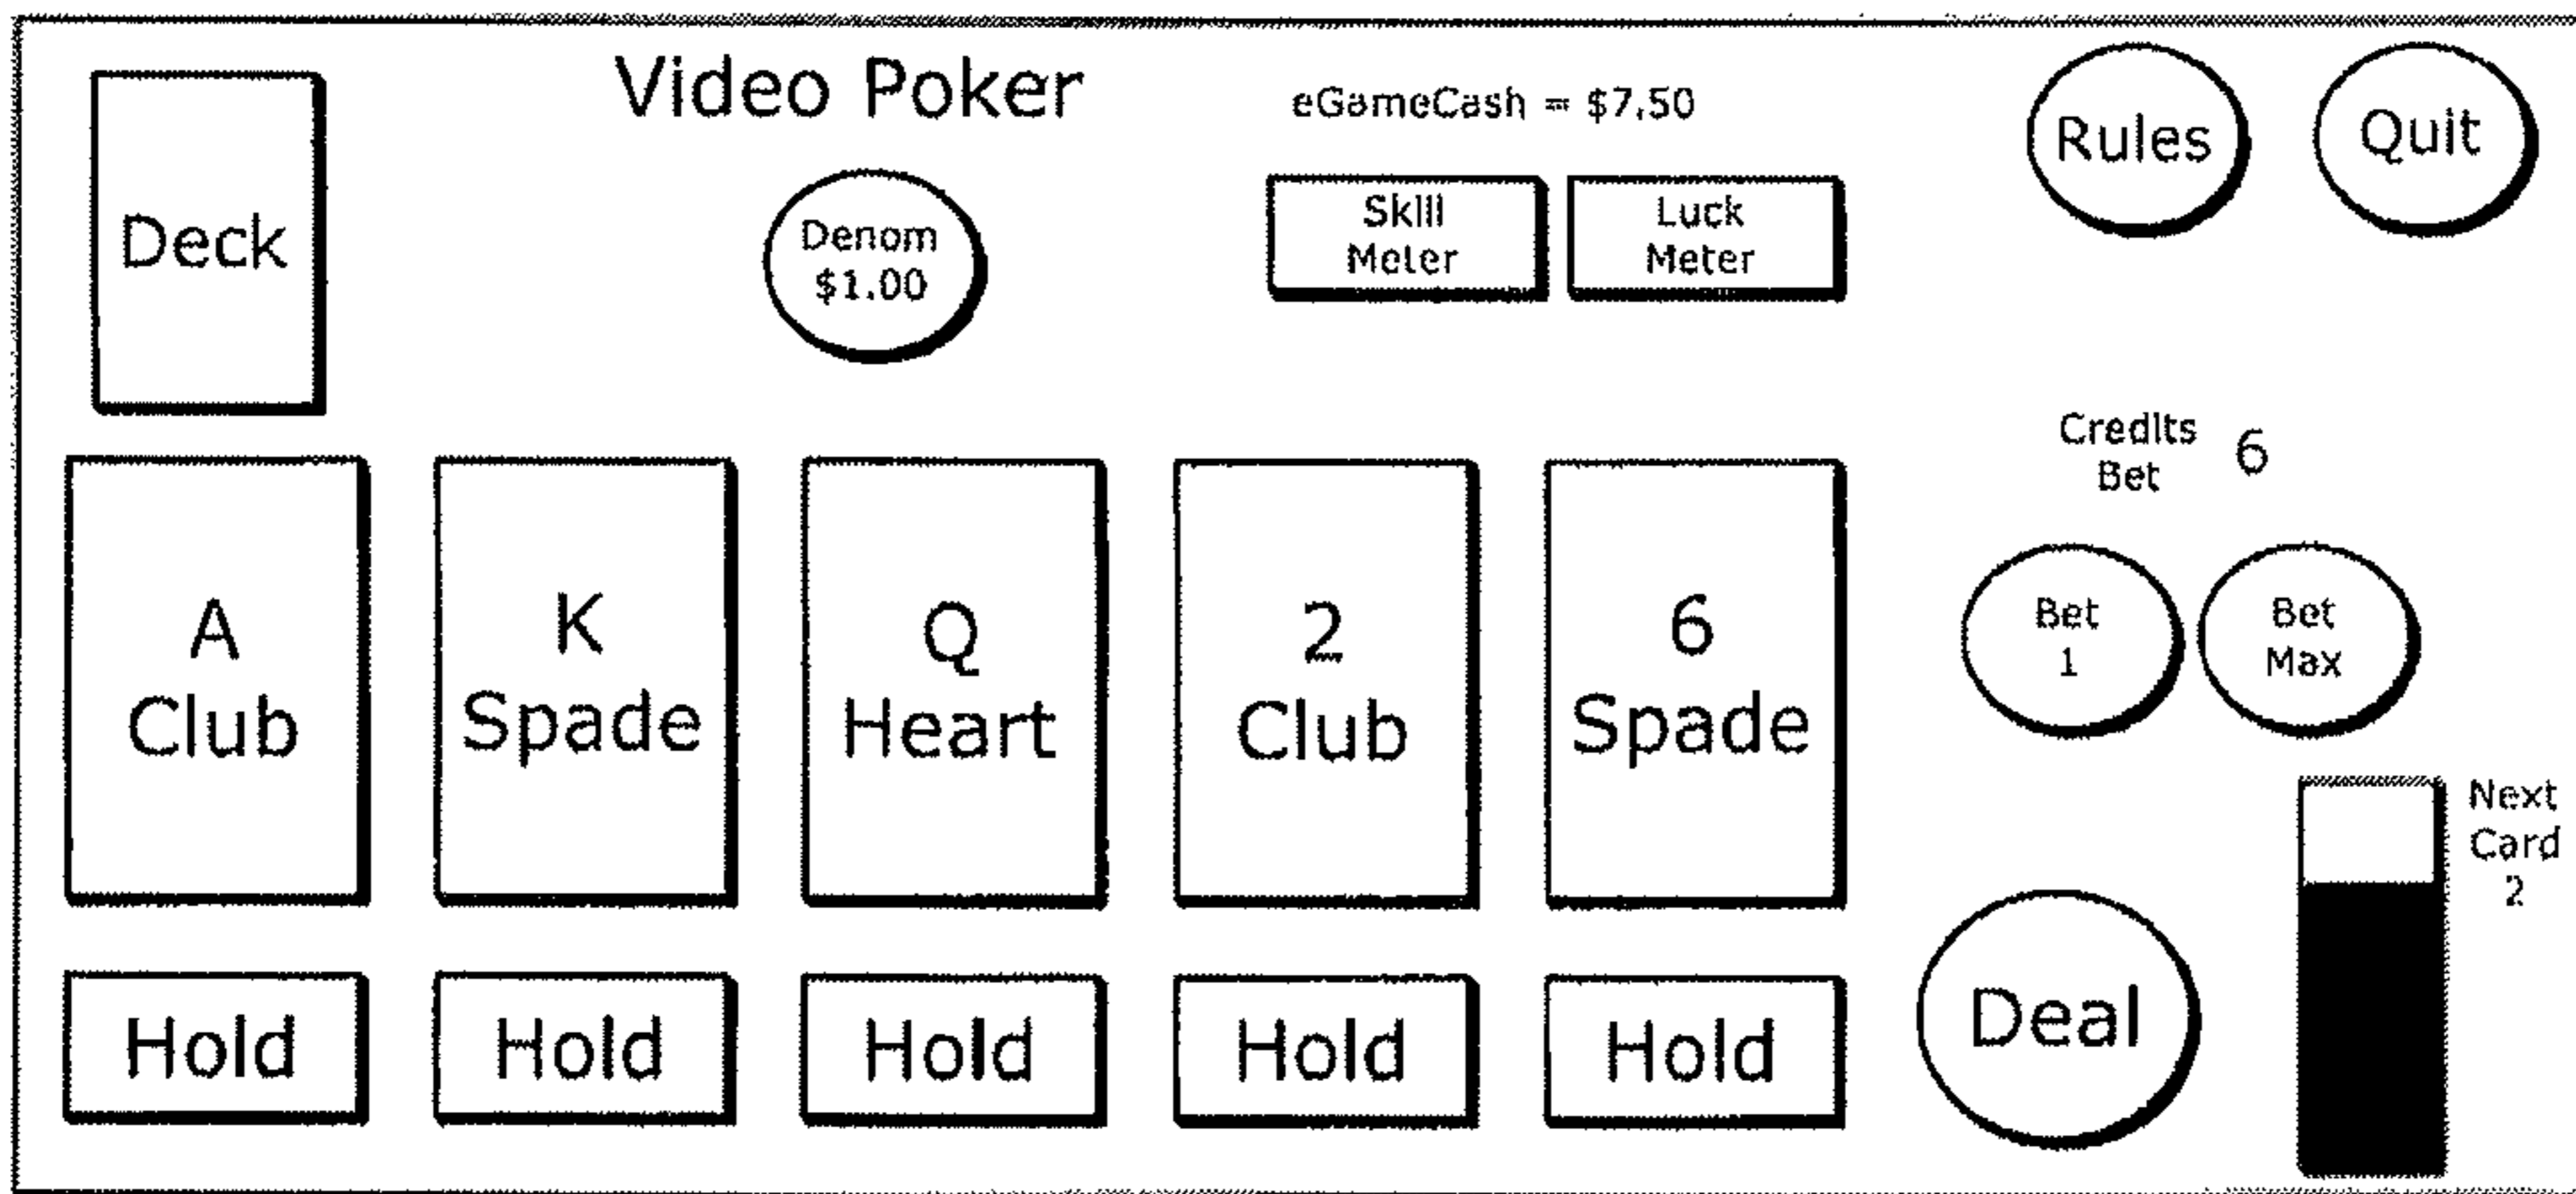 Video Poker
eGameCash = $7.50
Rules
Quit
Deck
Denom
$1.00
Skill
Meter
Luck
Meter
Credits
Bet
6
A
Club
K
Spade
Q
Heart
2
Club
6
Spade
Bet
1
Bet
Max
Next
Card
2
Hold
Hold
Hold
Hold
Hold
Deal